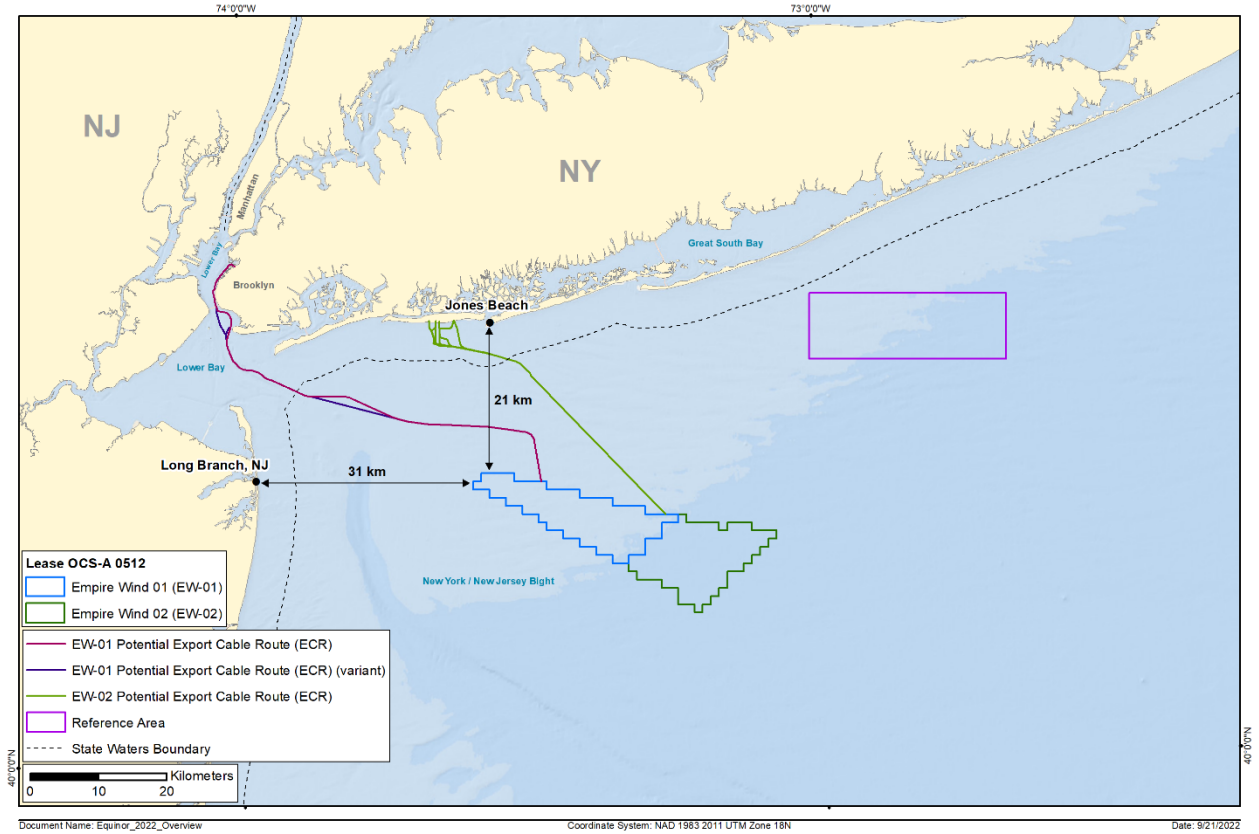 74°0'0"W
73°0'0"W
NJ
NY
Manhattan
Lower Bay
Brooklyn
Great South Bay
Jones Beach
Lower Bay
21 km
Long Branch, NJ
31 km
New York / New Jersey Bight
Lease OCS-A 0512
Empire Wind 01 (EW-01)
Empire Wind 02 (EW-02)
EW-01 Potential Export Cable Route (ECR)
EW-01 Potential Export Cable Route (ECR) (variant)
EW-02 Potential Export Cable Route (ECR)
Reference Area
State Waters Boundary
Kilometers
0 10 20
40°0'0"N
40°0'0"N
Document Name: Equinor_2022_Overview
Coordinate System: NAD 1983 2011 UTM Zone 18N
Date: 9/21/2022